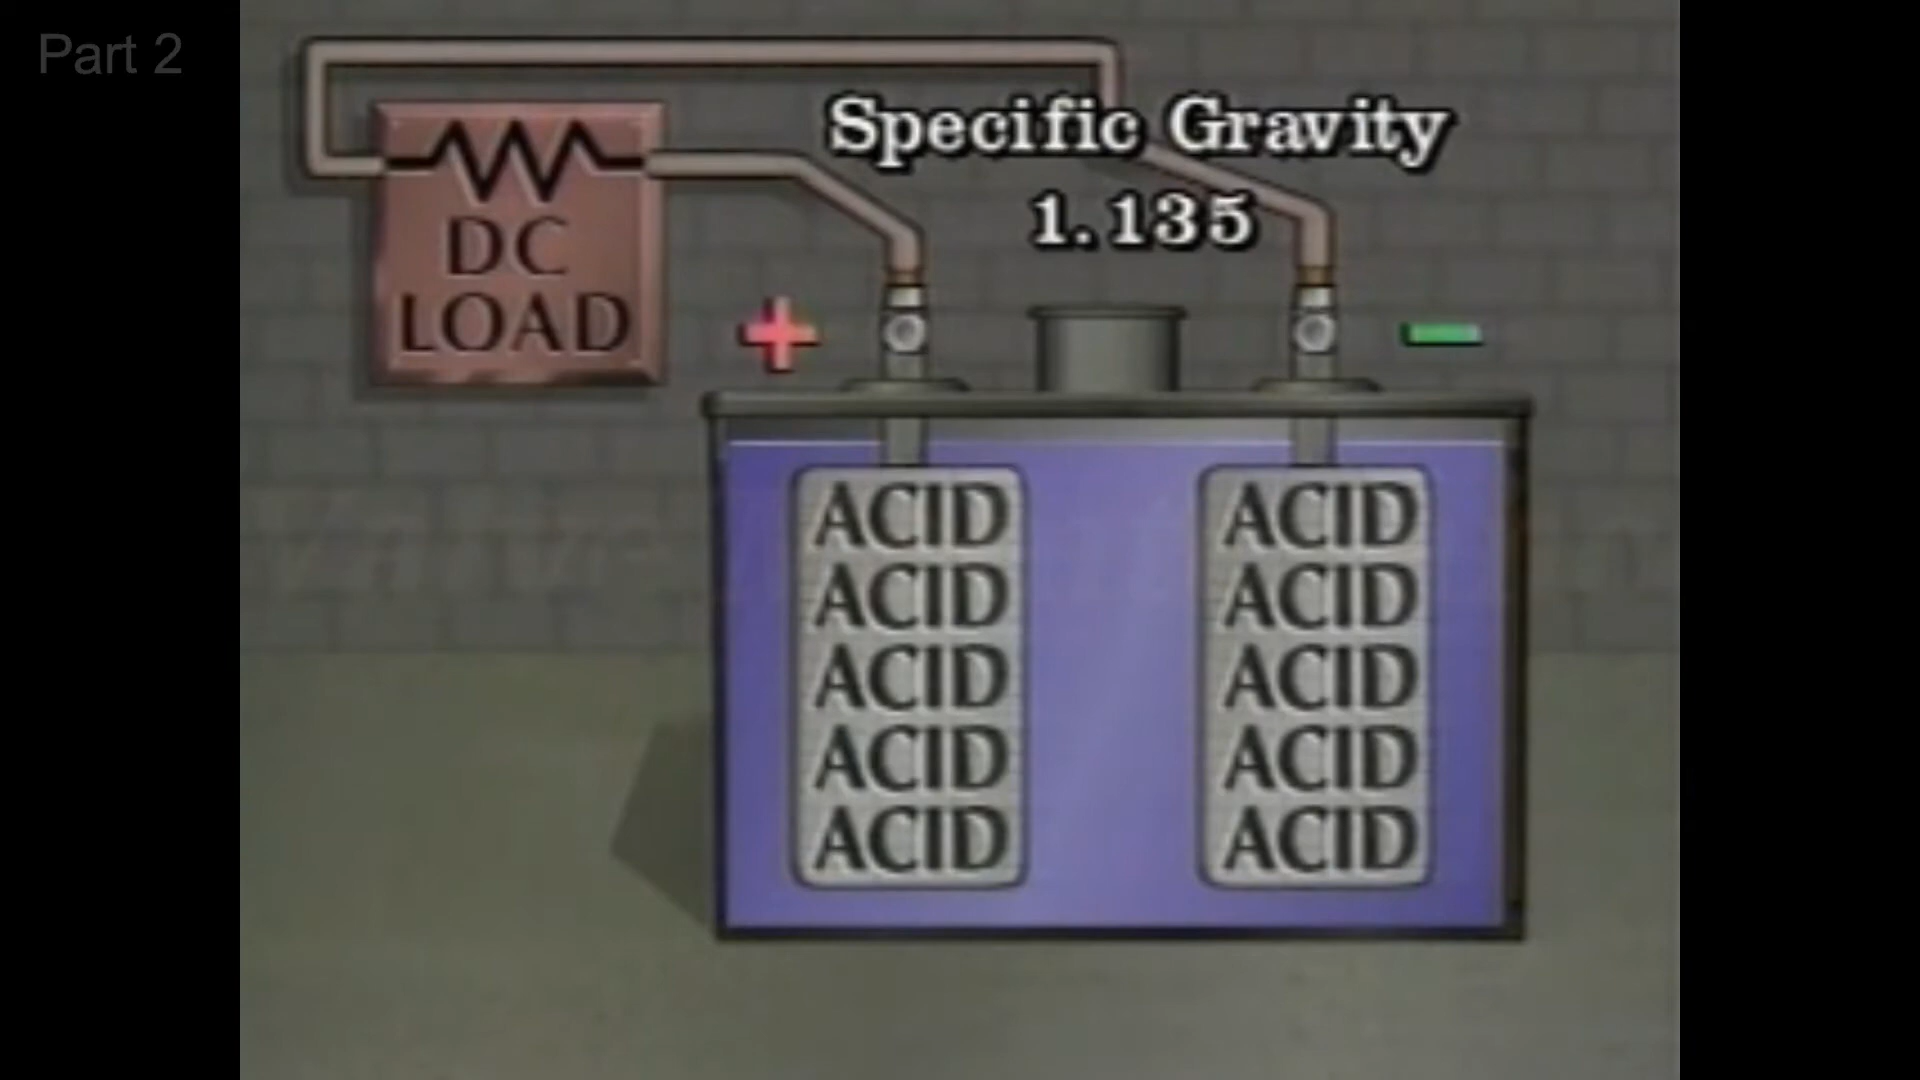 Part 2
Specific Gravity
1.135
DC
LOAD
+
-
ACID
ACID
ACID
ACID
ACID
ACID
ACID
ACID
ACID
ACID